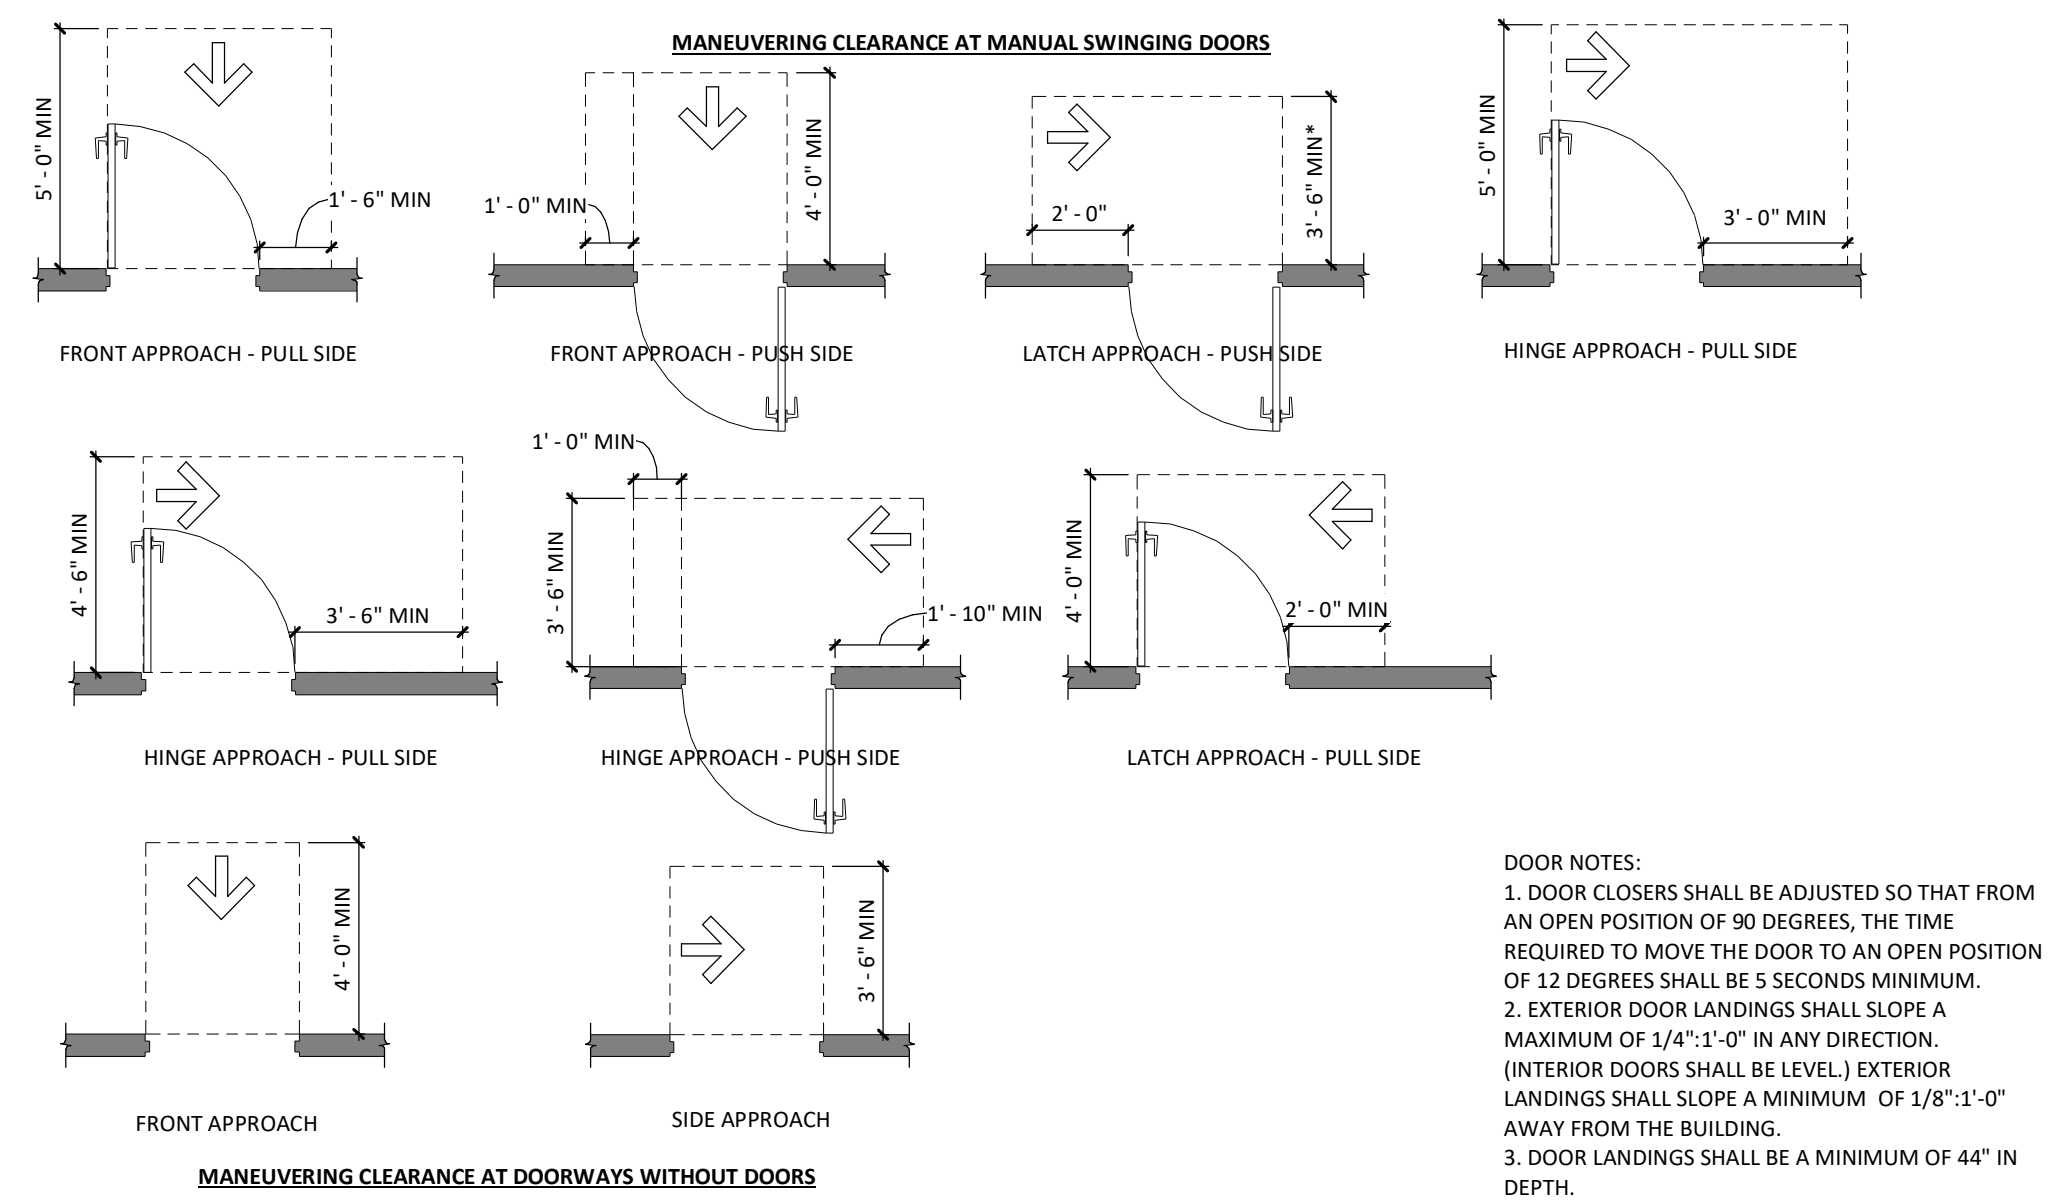 MANEUVERING CLEARANCE AT MANUAL SWINGING DOORS
5' - 0" MIN
1' - 6" MIN
FRONT APPROACH - PULL SIDE
1' - 0" MIN
4' - 0" MIN
FRONT APPROACH - PUSH SIDE
2' - 0"
3' - 6" MIN*
LATCH APPROACH - PUSH SIDE
5' - 0" MIN
3' - 0" MIN
HINGE APPROACH - PULL SIDE
4' - 6" MIN
3' - 6" MIN
HINGE APPROACH - PULL SIDE
1' - 0" MIN
3' - 6" MIN
1' - 10" MIN
HINGE APPROACH - PUSH SIDE
4' - 0" MIN
2' - 0" MIN
LATCH APPROACH - PULL SIDE
4' - 0" MIN
FRONT APPROACH
3' - 6" MIN
SIDE APPROACH
MANEUVERING CLEARANCE AT DOORWAYS WITHOUT DOORS
DOOR NOTES:
1. DOOR CLOSERS SHALL BE ADJUSTED SO THAT FROM
AN OPEN POSITION OF 90 DEGREES, THE TIME
REQUIRED TO MOVE THE DOOR TO AN OPEN POSITION
OF 12 DEGREES SHALL BE 5 SECONDS MINIMUM.
2. EXTERIOR DOOR LANDINGS SHALL SLOPE A
MAXIMUM OF 1/4":1'-0" IN ANY DIRECTION.
(INTERIOR DOORS SHALL BE LEVEL.) EXTERIOR
LANDINGS SHALL SLOPE A MINIMUM  OF 1/8":1'-0"
AWAY FROM THE BUILDING.
3. DOOR LANDINGS SHALL BE A MINIMUM OF 44" IN
DEPTH.